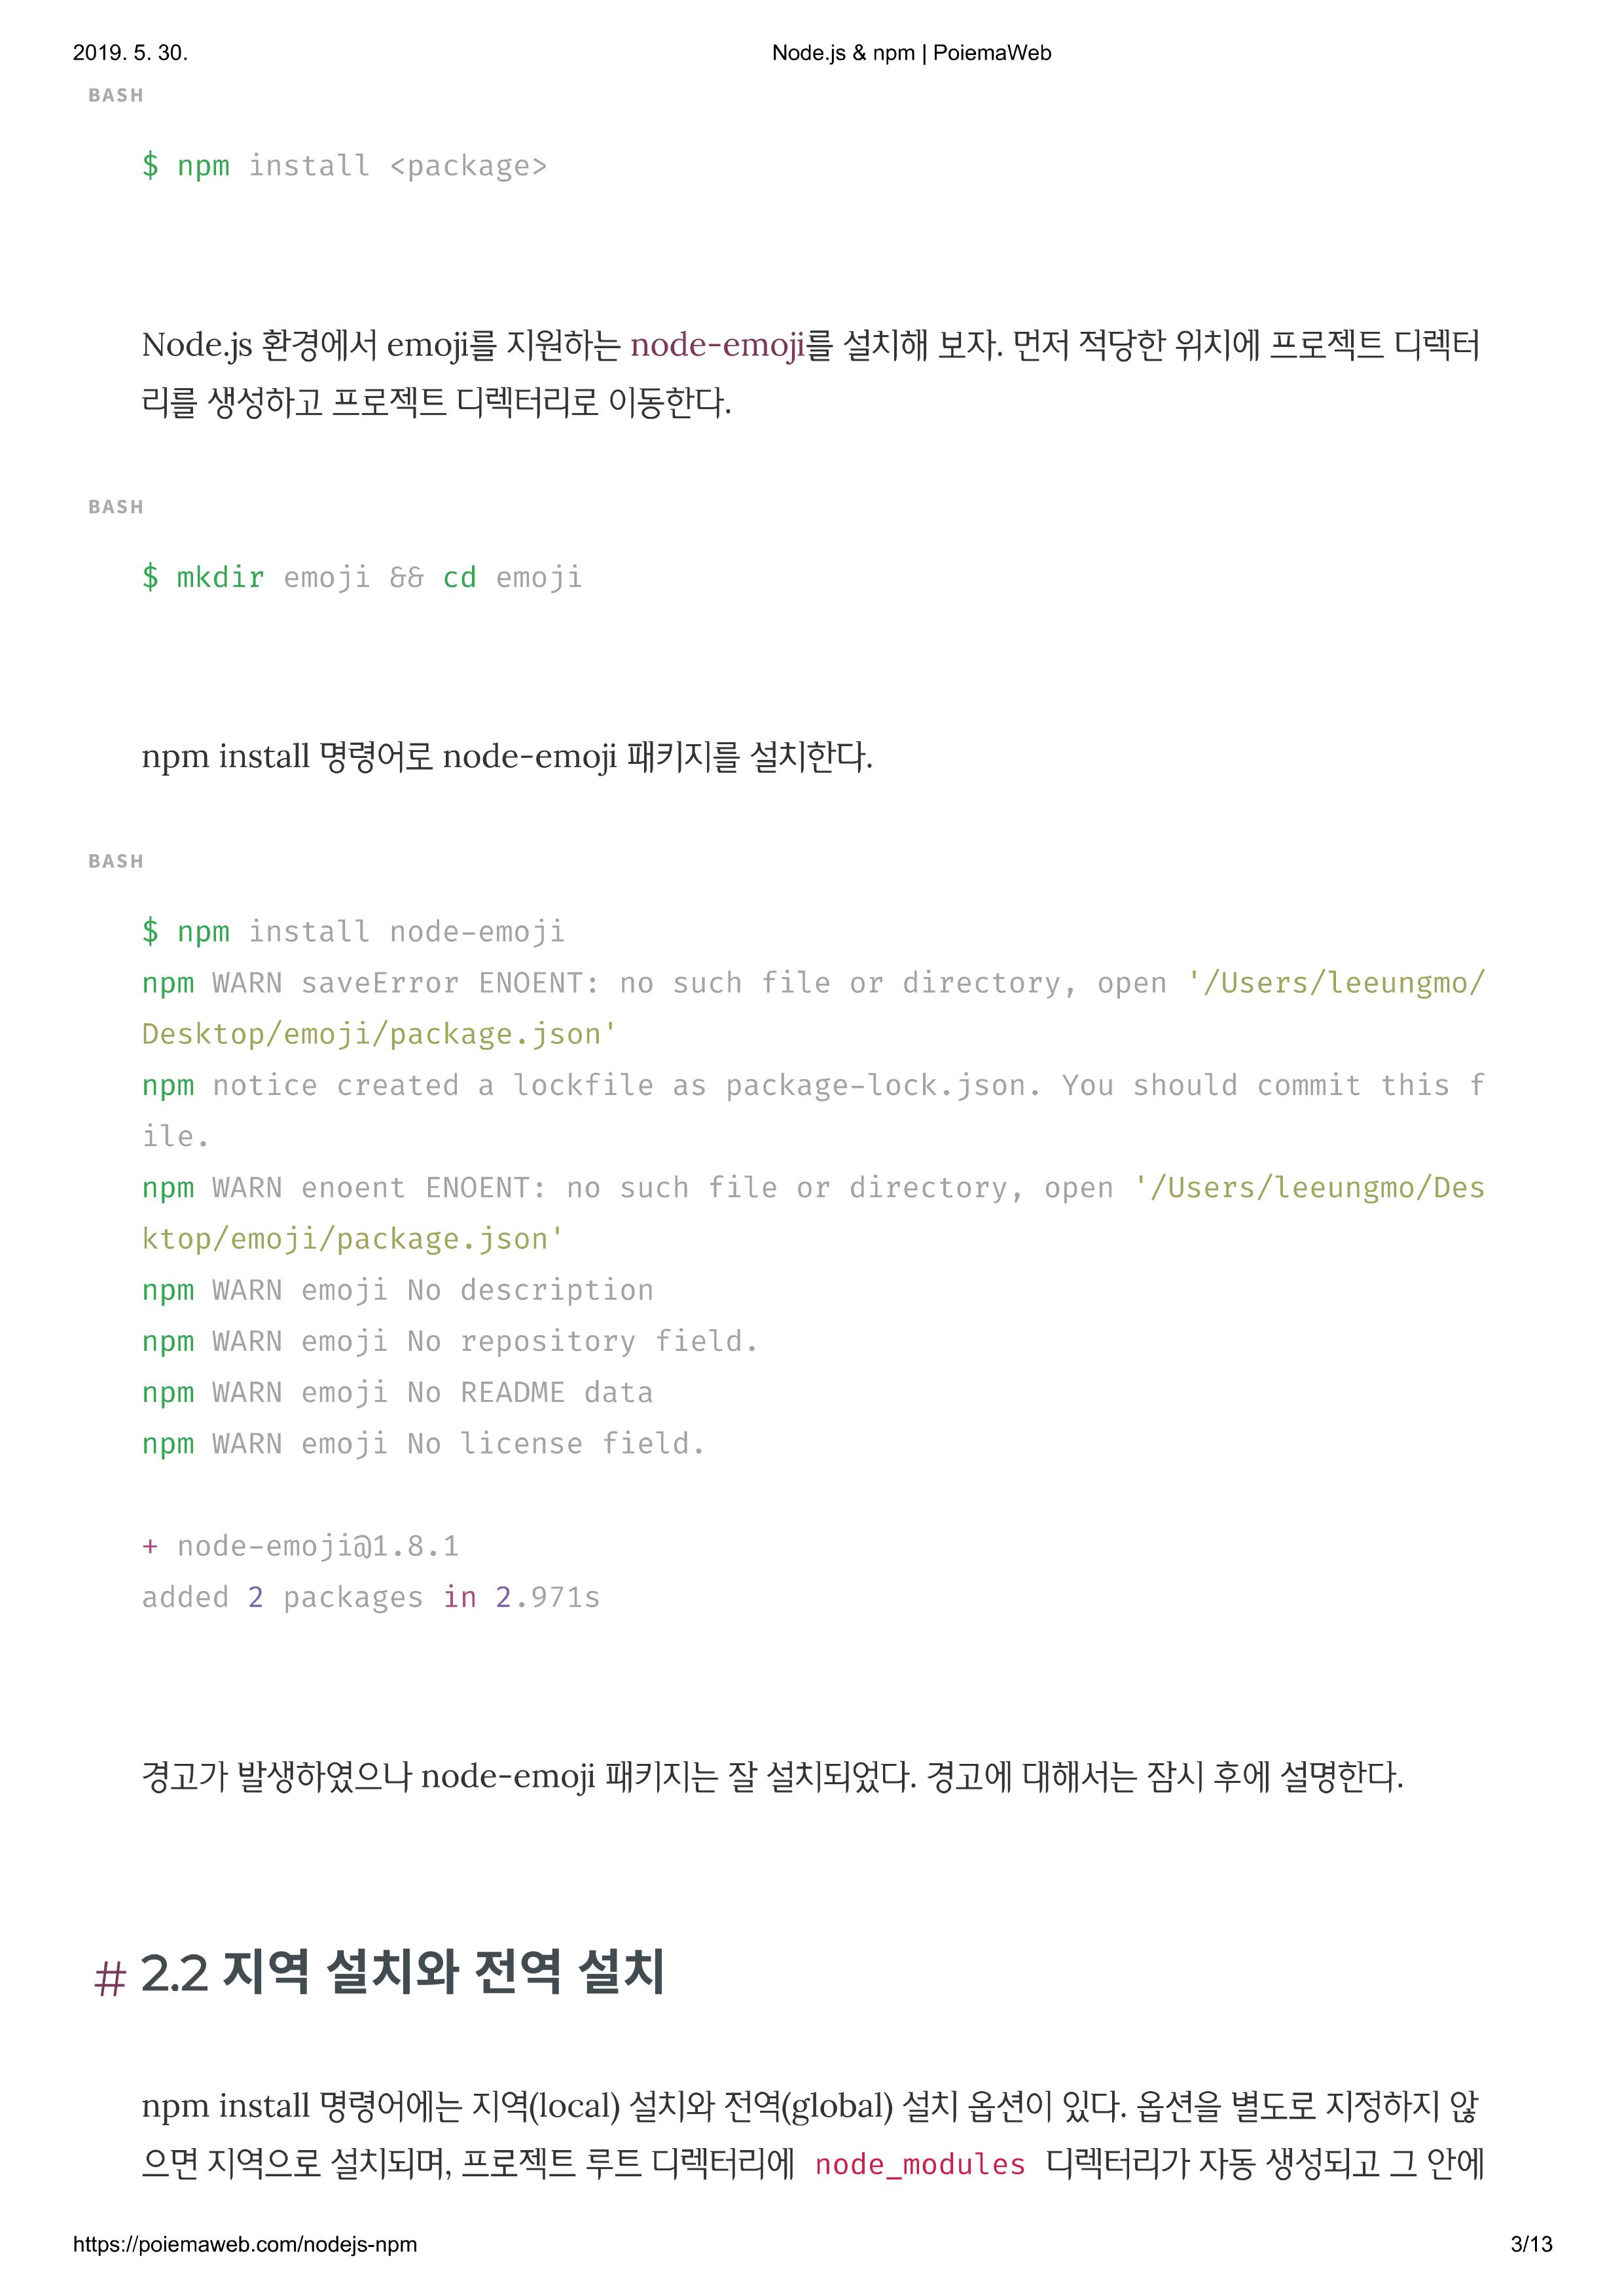 2019. 5. 30.
Node.js & npm | PoiemaWeb
BASH
$ npm install <package>
Node.js 환경에서 emoji를 지원하는 node-emoji를 설치해 보자. 먼저 적당한 위치에 프로젝트 디렉터
리를 생성하고 프로젝트 디렉터리로 이동한다.
BASH
$ mkdir emoji && cd emoji
npm install 명령어로 node-emoji 패키지를 설치한다.
BASH
$ npm install node-emoji
npm WARN saveError ENOENT: no such file or directory, open '/Users/leeungmo/
Desktop/emoji/package.json'
npm notice created a lockfile as package-lock.json. You should commit this f
ile.
npm WARN enoent ENOENT: no such file or directory, open '/Users/leeungmo/Des
ktop/emoji/package.json'
npm WARN emoji No description
npm WARN emoji No repository field.
npm WARN emoji No README data
npm WARN emoji No license field.
+ node-emoji@1.8.1
added 2 packages in 2.971s
경고가 발생하였으나 node-emoji 패키지는 잘 설치되었다. 경고에 대해서는 잠시 후에 설명한다.
# 2.2 지역 설치와 전역 설치
npm install 명령어에는 지역(local) 설치와 전역(global) 설치 옵션이 있다. 옵션을 별도로 지정하지 않
으면 지역으로 설치되며, 프로젝트 루트 디렉터리에 node_modules 디렉터리가 자동 생성되고 그 안에
https://poiemaweb.com/nodejs-npm
3/13